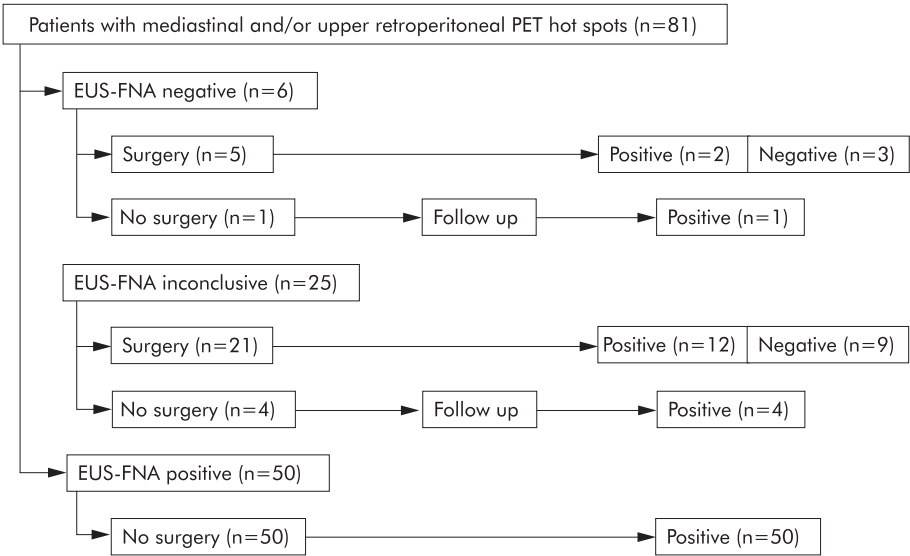 Patients with mediastinal and/or upper retroperitoneal PET hot spots (n=81)
EUS-FNA negative (n=6)
Surgery (n=5)
Positive (n=2)
Negative (n=3)
No surgery (n=1)
Follow up
Positive (n=1)
EUS-FNA inconclusive (n=25)
Surgery (n=21)
Positive (n=12)
Negative (n=9)
No surgery (n=4)
Follow up
Positive (n=4)
EUS-FNA positive (n=50)
No surgery (n=50)
Positive (n=50)